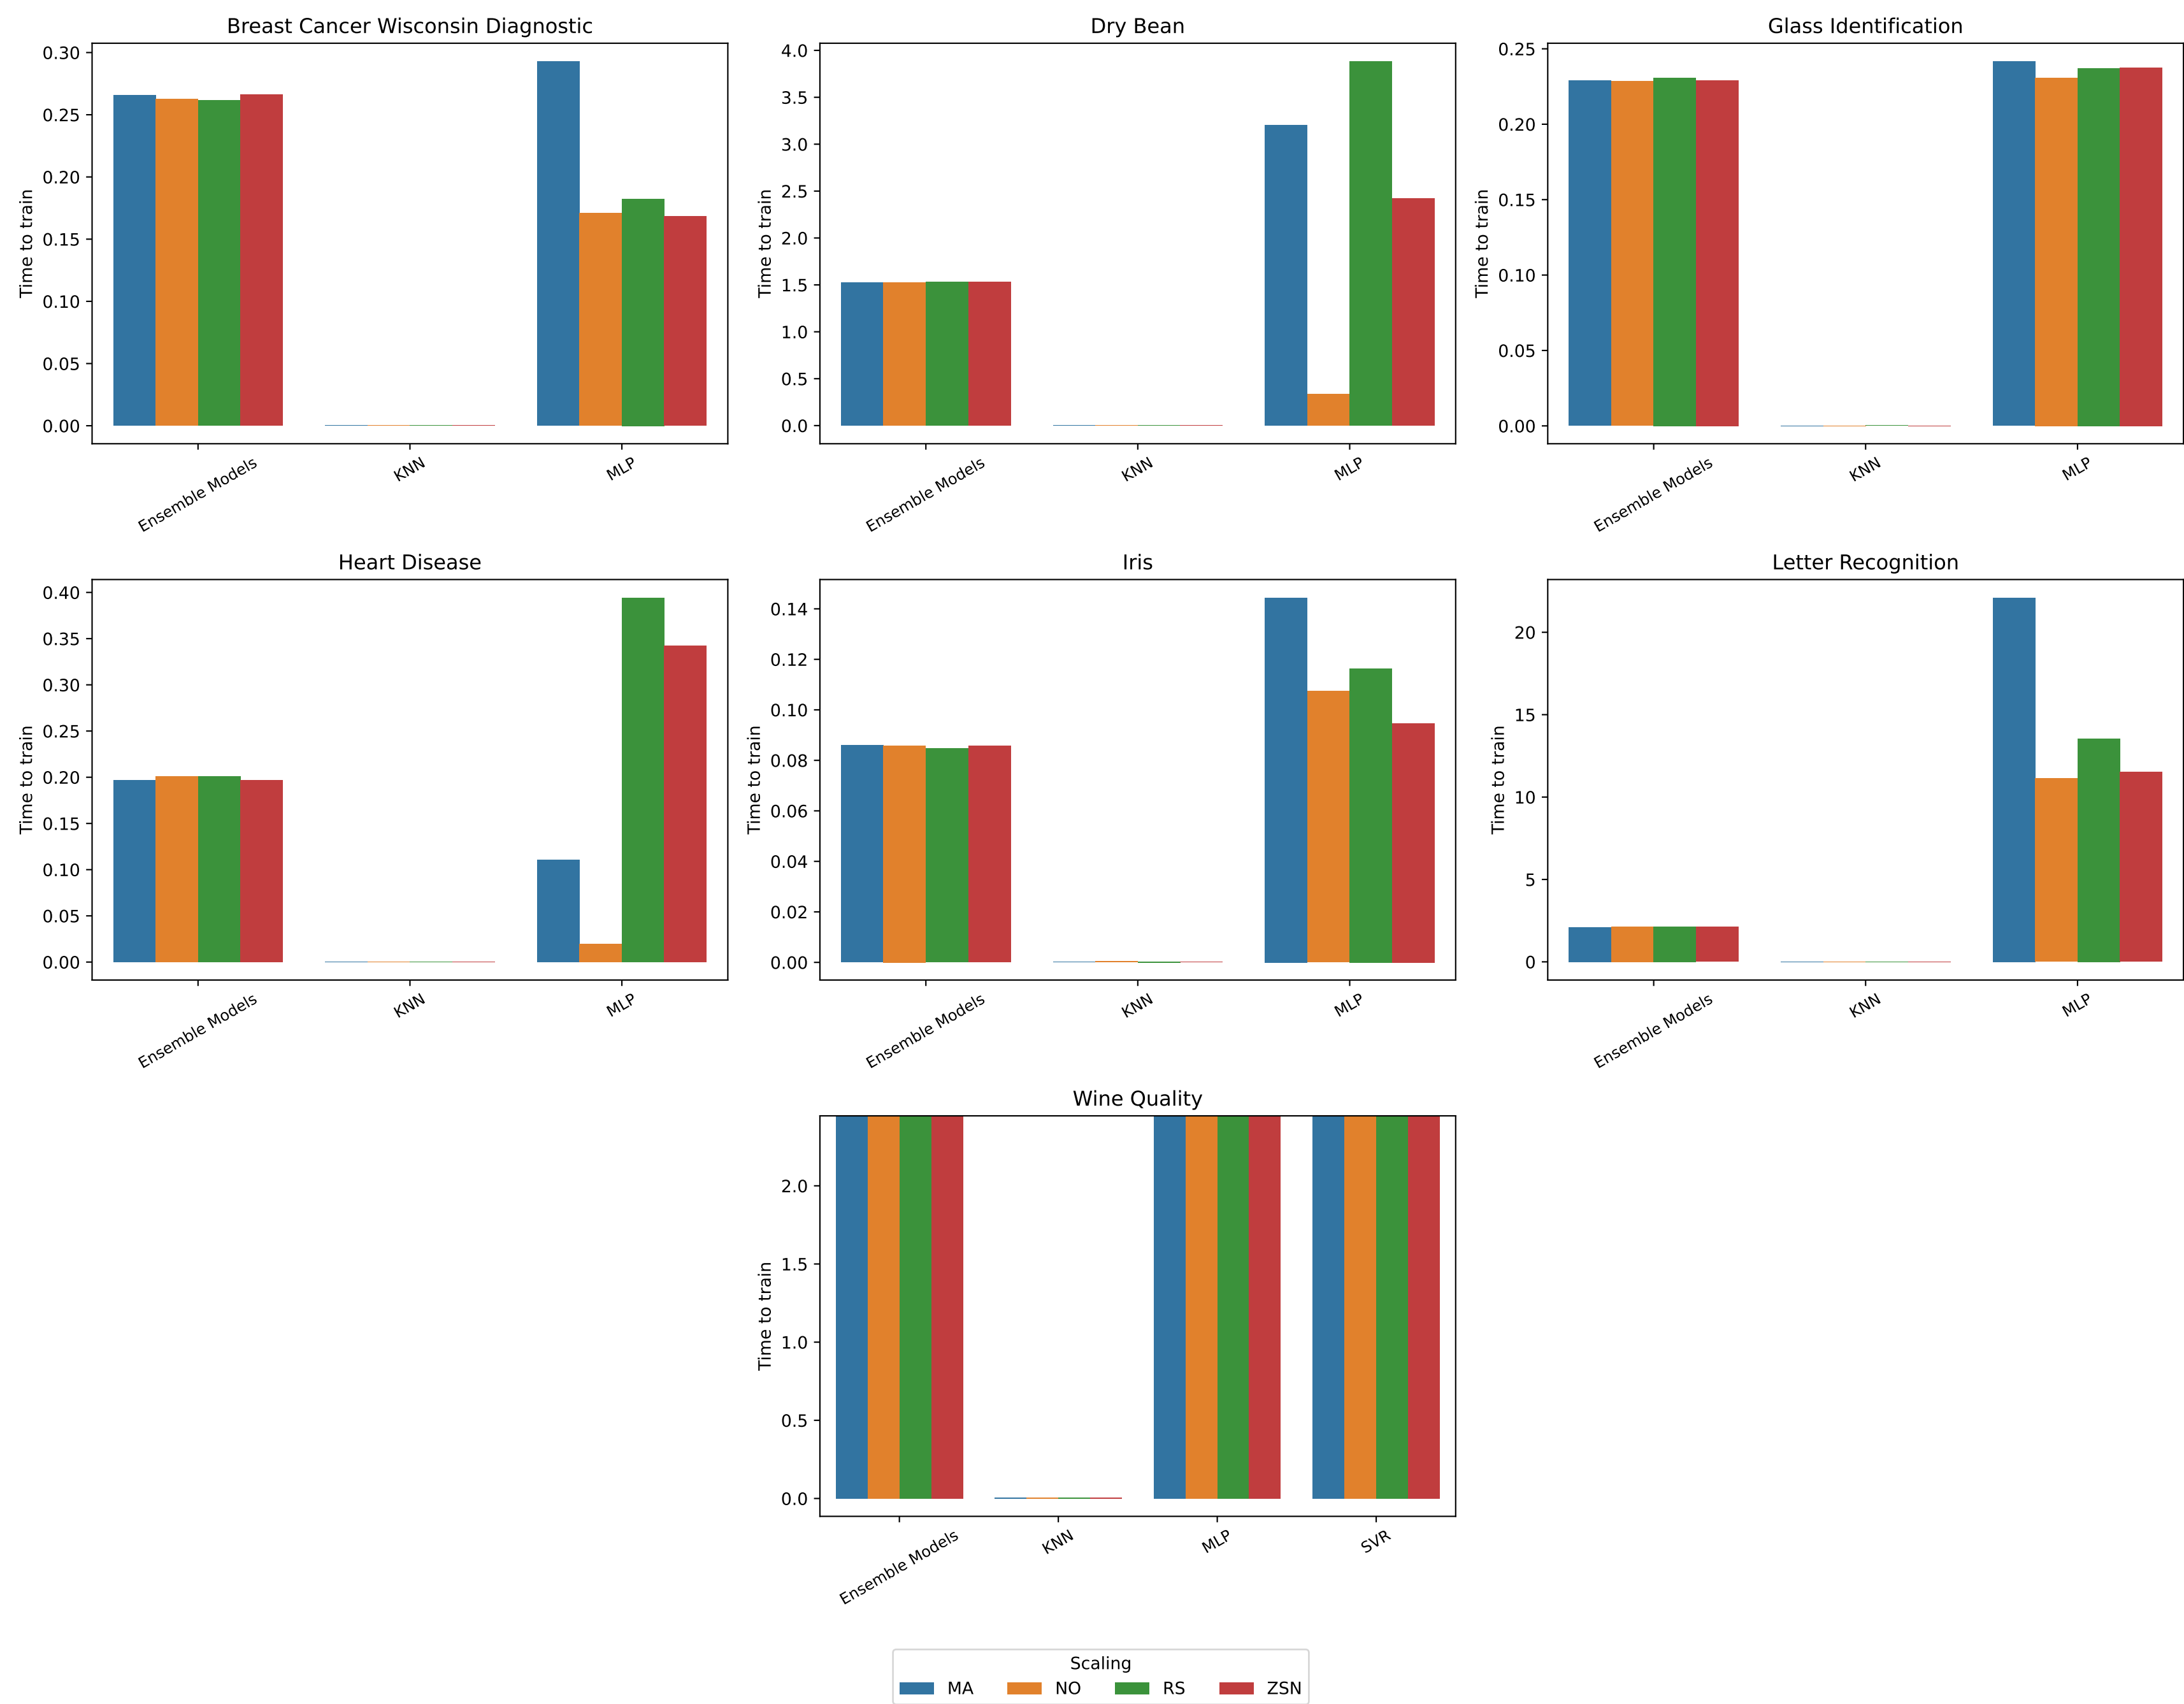 Breast Cancer Wisconsin Diagnostic
Time to train
0.30
0.25
0.20
0.15
0.10
0.05
0.00
Ensemble Models
KNN
MLP
Dry Bean
Time to train
4.0
3.5
3.0
2.5
2.0
1.5
1.0
0.5
0.0
Ensemble Models
KNN
MLP
Glass Identification
Time to train
0.25
0.20
0.15
0.10
0.05
0.00
Ensemble Models
KNN
MLP
Heart Disease
Time to train
0.40
0.35
0.30
0.25
0.20
0.15
0.10
0.05
0.00
Ensemble Models
KNN
MLP
Iris
Time to train
0.14
0.12
0.10
0.08
0.06
0.04
0.02
0.00
Ensemble Models
KNN
MLP
Letter Recognition
Time to train
20
15
10
5
0
Ensemble Models
KNN
MLP
Wine Quality
Time to train
2.0
1.5
1.0
0.5
0.0
Ensemble Models
KNN
MLP
SVR
Scaling
MA NO RS ZSN